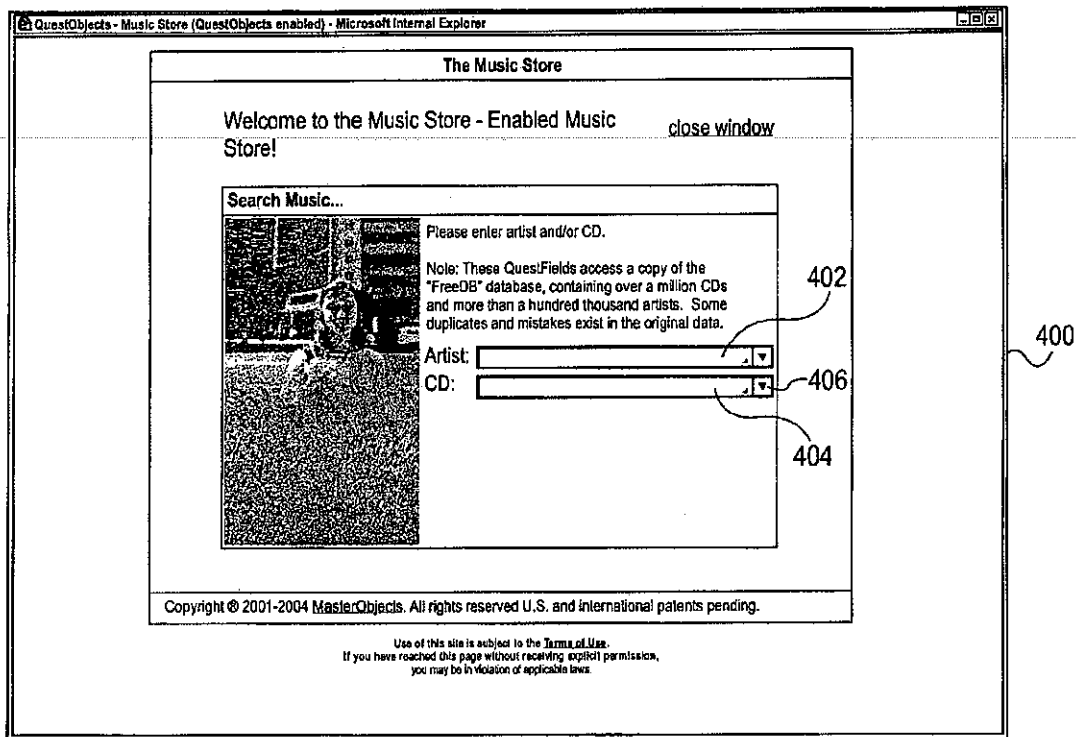 QuestObjects - Music Store (QuestObjects enabled) - Microsoft Internal Explorer
The Music Store
Welcome to the Music Store - Enabled Music
Store!
close window
Search Music...
Please enter artist and/or CD.
Note: These QuestFields access a copy of the
"FreeDB" database, containing over a million CDs
and more than a hundred thousand artists. Some
duplicates and mistakes exist in the original data.
402
Artist:
400
CD:
406
404
Copyright ® 2001-2004 MasterObjects. All rights reserved U.S. and international patents pending.
Use of this site is subject to the Terms of Use.
If you have reached this page without receiving explicit permission,
you may be in violation of applicable laws.